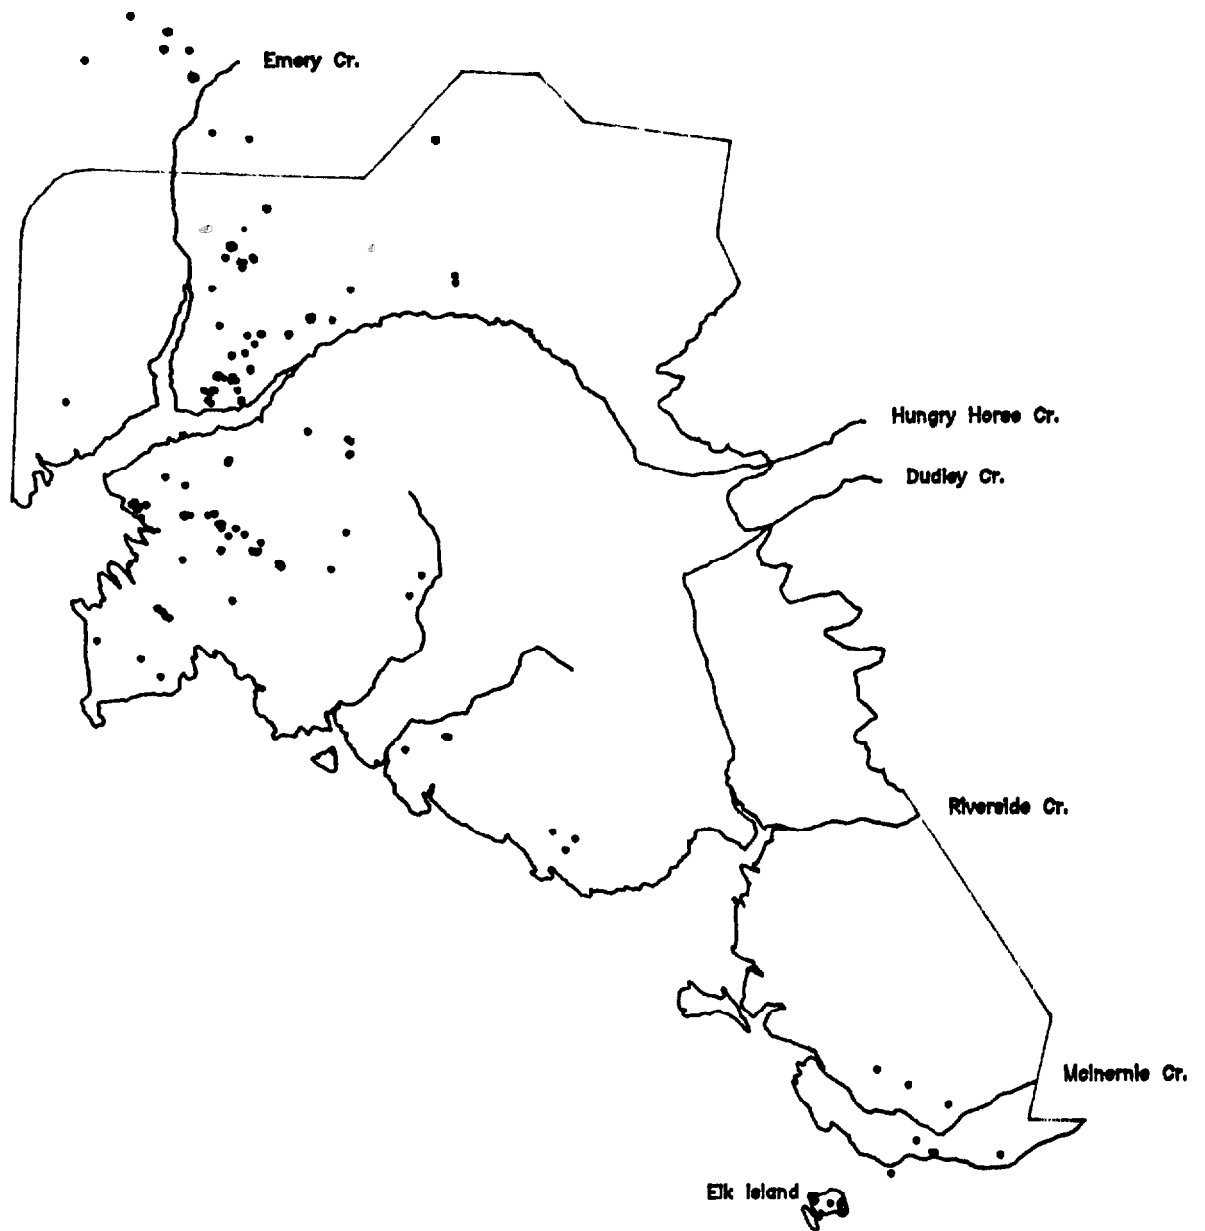 Emery Cr.
Hungry Horse Cr.
Dudley Cr.
Riverside Cr.
McInernie Cr.
Elk Island